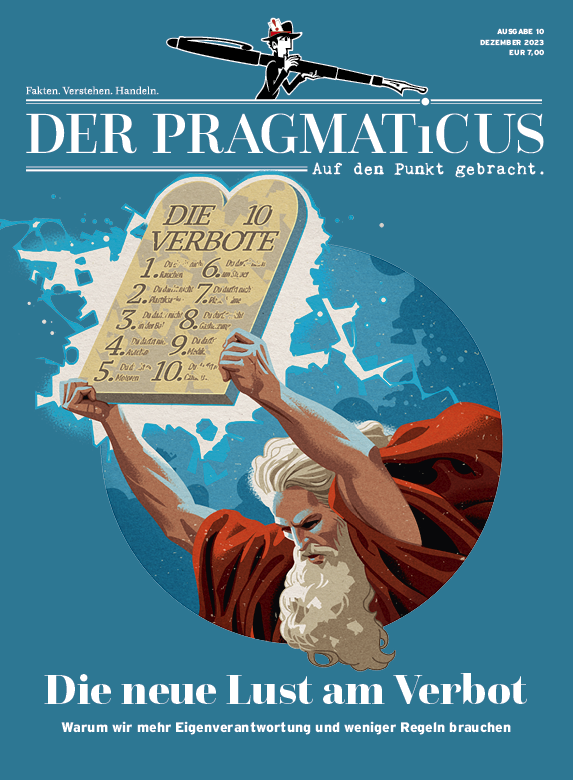 AUSGABE 10
DEZEMBER 2023
EUR 7,00
Fakten. Verstehen. Handeln.
DER PRAGMATiCUS
Auf den Punkt gebracht.
DIE 10
VERBOTE
1. 6.
2. 7.
3. 8.
4. 9.
5. 10.
Die neue Lust am Verbot
Warum wir mehr Eigenverantwortung und weniger Regeln brauchen